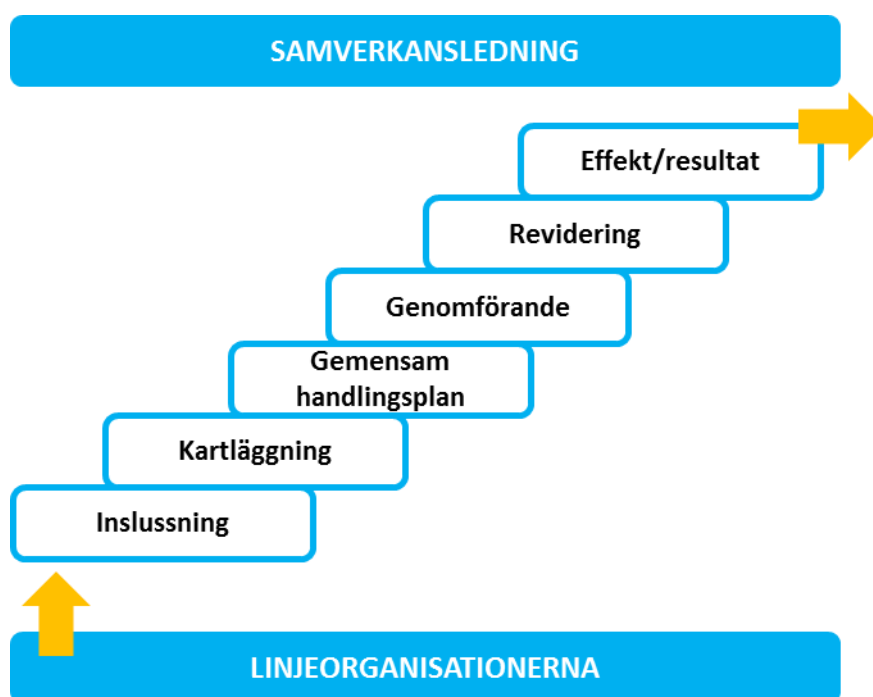 SAMVERKANSLEDNING
Effekt/resultat
Revidering
Genomförande
Gemensam
handlingsplan
Kartläggning
Inslussning
LINJEORGANISATIONERNA